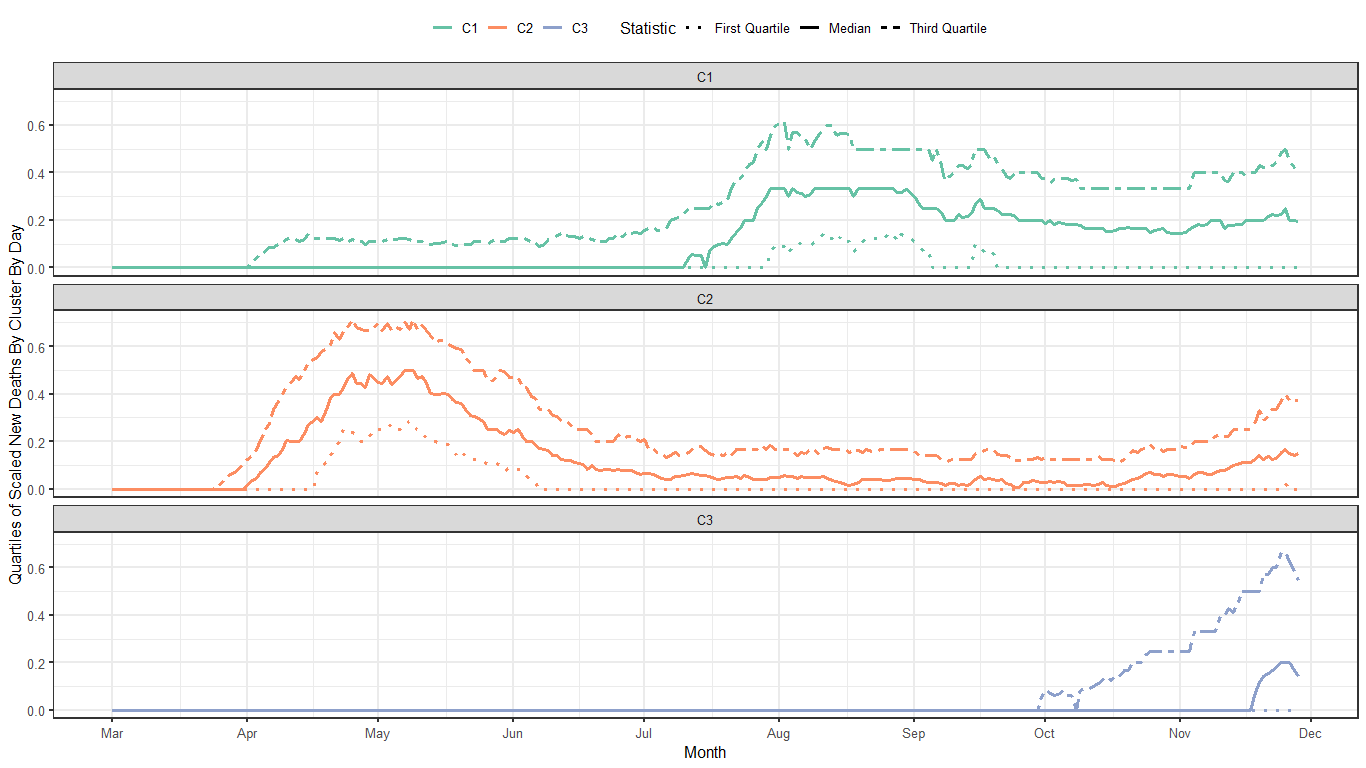 C1 C2 C3 Statistic First Quartile Median Third Quartile
C1
0.6
0.4
0.2
0.0
C2
0.6
0.4
0.2
0.0
C3
0.6
0.4
0.2
0.0
Quartiles of Scaled New Deaths By Cluster By Day
Mar Apr May Jun Jul Aug Sep Oct Nov Dec
Month